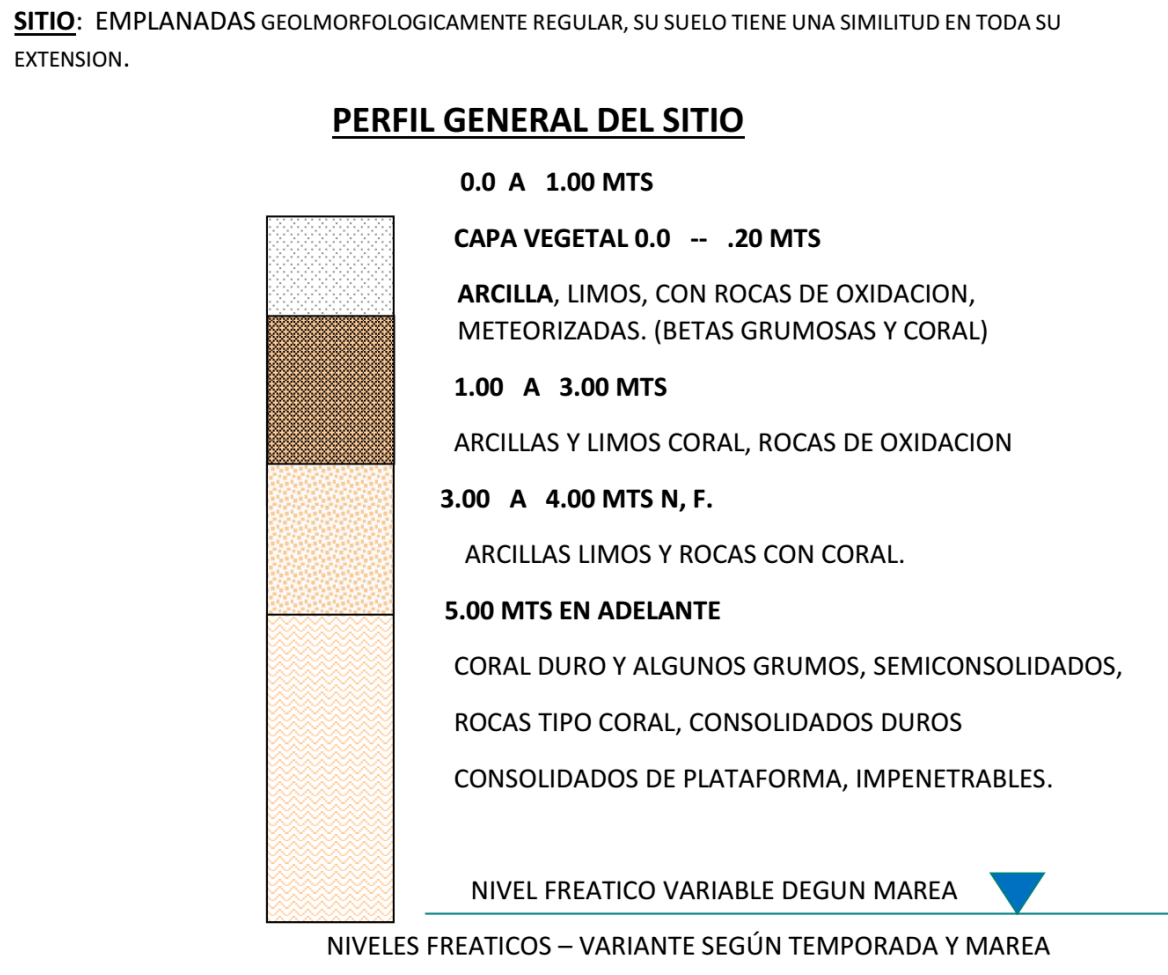 SITIO: EMPLANADAS GEOLMORFOLOGICAMENTE REGULAR, SU SUELO TIENE UNA SIMILITUD EN TODA SU
EXTENSION.
PERFIL GENERAL DEL SITIO
0.0 A 1.00 MTS
CAPA VEGETAL 0.0 -- .20 MTS
ARCILLA, LIMOS, CON ROCAS DE OXIDACION,
METEORIZADAS. (BETAS GRUMOSAS Y CORAL)
1.00 A 3.00 MTS
ARCILLAS Y LIMOS CORAL, ROCAS DE OXIDACION
3.00 A 4.00 MTS N, F.
ARCILLAS LIMOS Y ROCAS CON CORAL.
5.00 MTS EN ADELANTE
CORAL DURO Y ALGUNOS GRUMOS, SEMICONSOLIDADOS,
ROCAS TIPO CORAL, CONSOLIDADOS DUROS
CONSOLIDADOS DE PLATAFORMA, IMPENETRABLES.
NIVEL FREATICO VARIABLE DEGUN MAREA
NIVELES FREATICOS – VARIANTE SEGÚN TEMPORADA Y MAREA